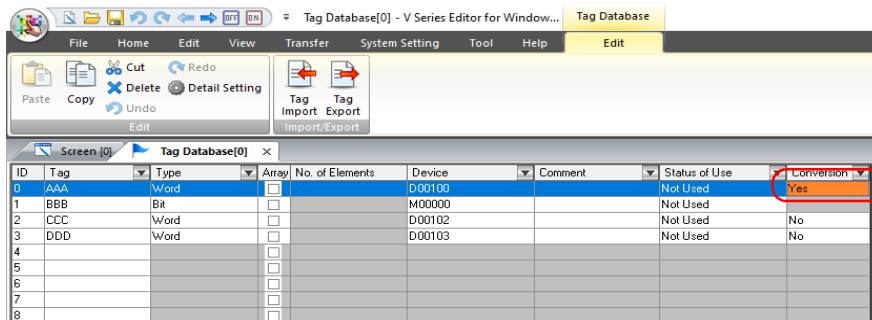 OFF ON Tag Database[0] - V Series Editor for Window... Tag Database
File Home Edit View Transfer System Setting Tool Help Edit
Paste Copy Cut Delete Undo Redo Detail Setting Tag Import Tag Export
Edit Import/Export
Screen [0] Tag Database[0] ×
ID Tag Type Array No. of Elements Device Comment Status of Use Conversion
0 AAA Word D00100 Not Used Yes
1 BBB Bit M00000 Not Used
2 CCC Word D00102 Not Used No
3 DDD Word D00103 Not Used No
4
5
6
7
8